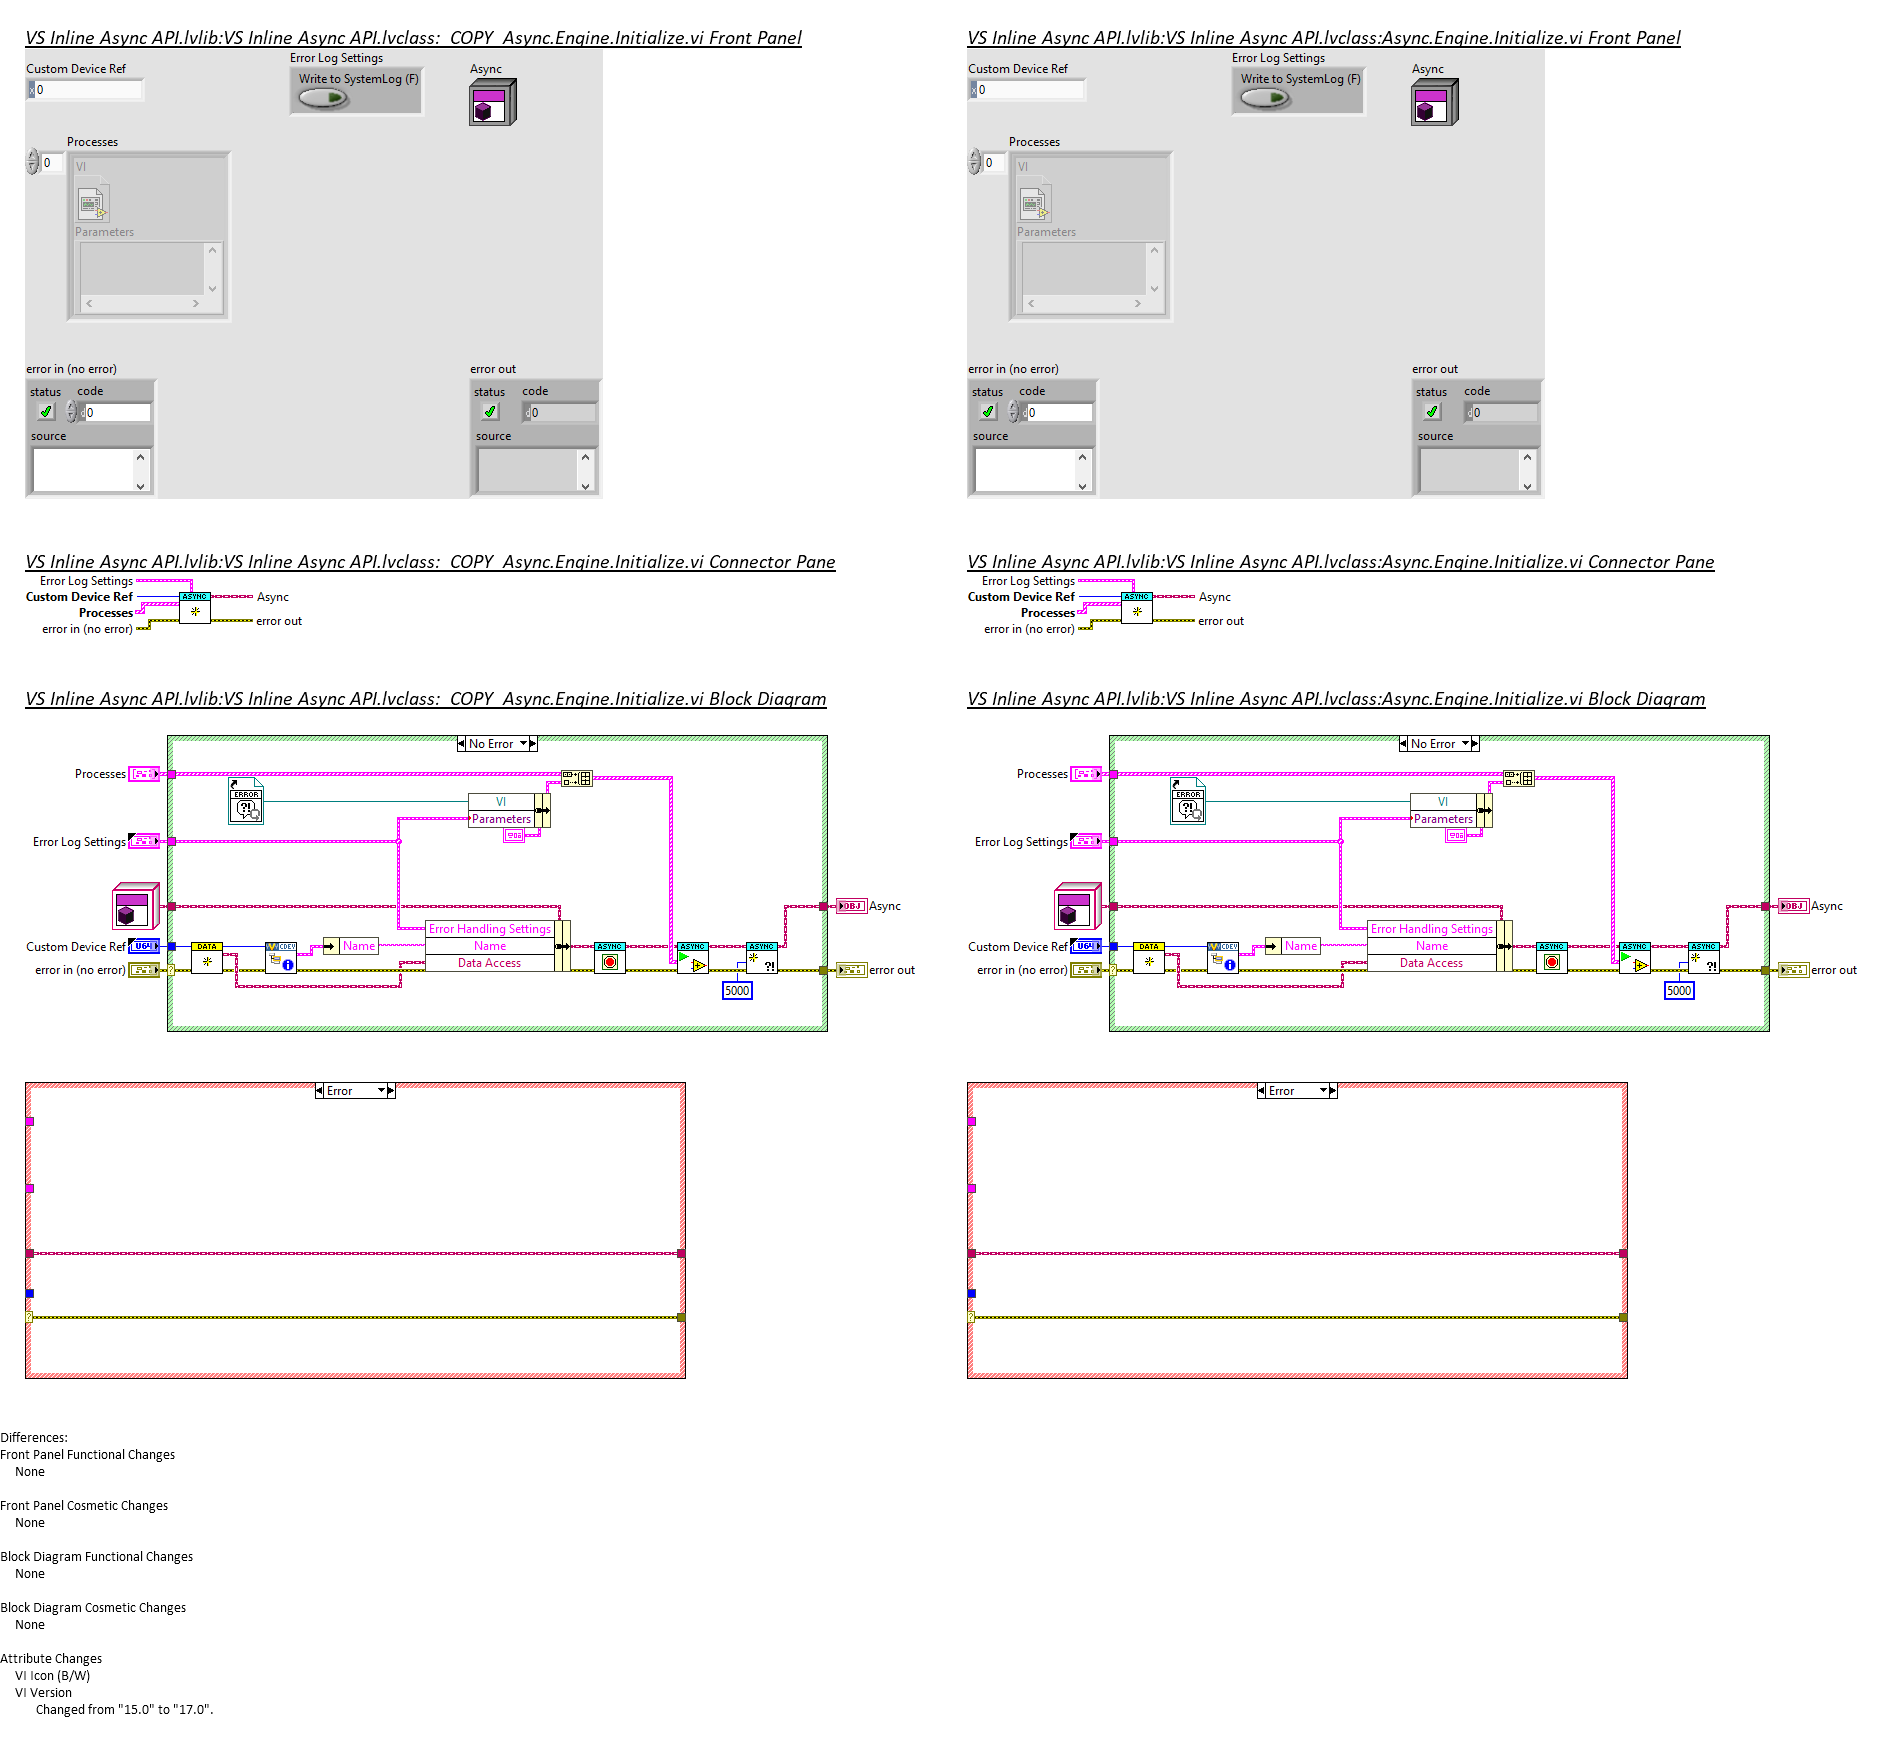 VS Inline Async API.lvlib:VS Inline Async API.lvclass:  COPY  Async.Engine.Initialize.vi Front Panel
Custom Device Ref
x 0
Error Log Settings
Write to SystemLog (F)
Async
Processes
0
VI
Parameters
error in (no error)
status
code
d 0
source
error out
status
code
d 0
source
VS Inline Async API.lvlib:VS Inline Async API.lvclass:Async.Engine.Initialize.vi Front Panel
Custom Device Ref
x 0
Error Log Settings
Write to SystemLog (F)
Async
Processes
0
VI
Parameters
error in (no error)
status
code
d 0
source
error out
status
code
d 0
source
VS Inline Async API.lvlib:VS Inline Async API.lvclass:  COPY  Async.Engine.Initialize.vi Connector Pane
Error Log Settings
Custom Device Ref
Processes
error in (no error)
ASYNC
Async
error out
VS Inline Async API.lvlib:VS Inline Async API.lvclass:Async.Engine.Initialize.vi Connector Pane
Error Log Settings
Custom Device Ref
Processes
error in (no error)
ASYNC
Async
error out
VS Inline Async API.lvlib:VS Inline Async API.lvclass:  COPY  Async.Engine.Initialize.vi Block Diagram
No Error
Processes
ERROR
?!
VI
Parameters
Error Log Settings
OBJ
Async
Error Handling Settings
Custom Device Ref
U64
DATA
CDEV
Name
Name
ASYNC
ASYNC
ASYNC
?!
Data Access
error in (no error)
?
error out
5000
Error
?
VS Inline Async API.lvlib:VS Inline Async API.lvclass:Async.Engine.Initialize.vi Block Diagram
No Error
Processes
ERROR
?!
VI
Parameters
Error Log Settings
OBJ
Async
Error Handling Settings
Custom Device Ref
U64
DATA
CDEV
Name
Name
ASYNC
ASYNC
ASYNC
?!
Data Access
error in (no error)
?
error out
5000
Error
?
Differences:
Front Panel Functional Changes
None
Front Panel Cosmetic Changes
None
Block Diagram Functional Changes
None
Block Diagram Cosmetic Changes
None
Attribute Changes
VI Icon (B/W)
VI Version
Changed from "15.0" to "17.0".